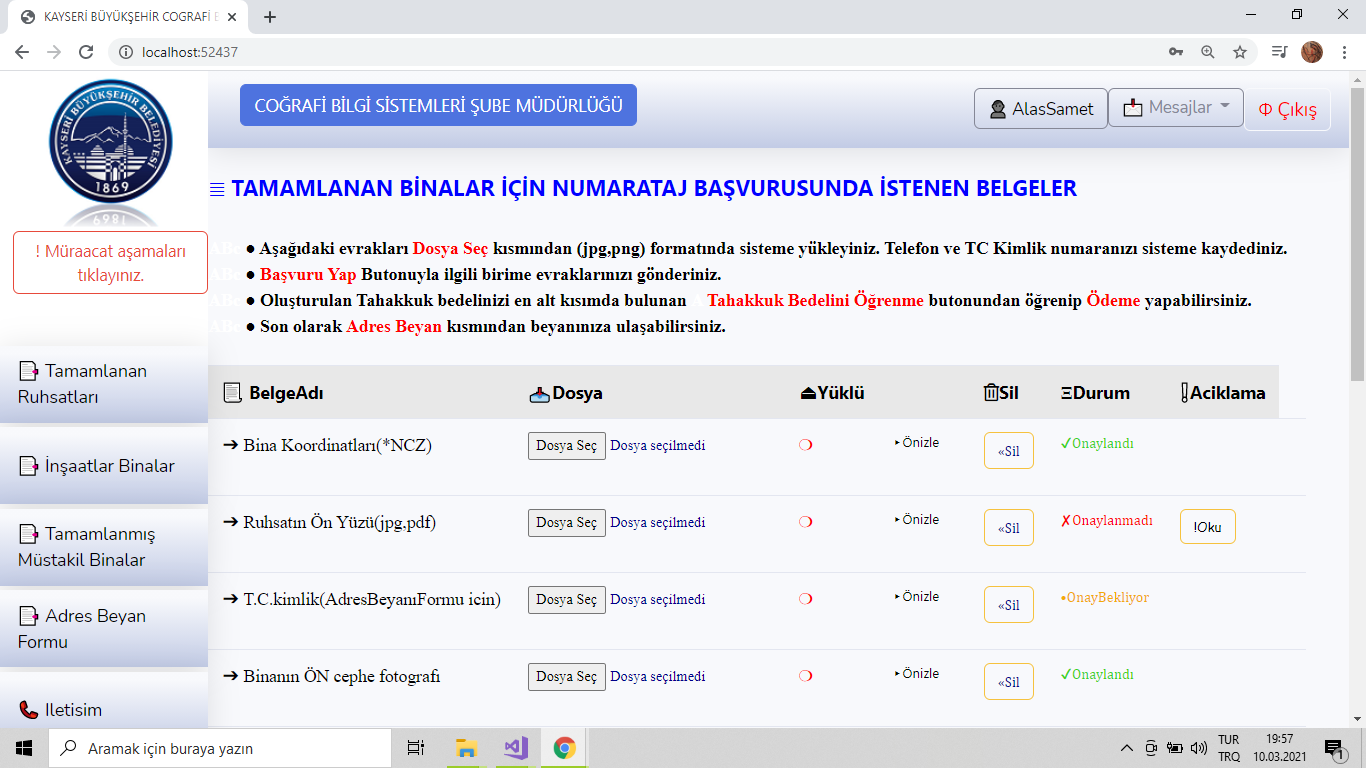 KAYSERİ BÜYÜKŞEHİR COGRAFİ
localhost:52437
KAYSERİ BÜYÜKŞEHİR BELEDİYESİ
1869
COĞRAFİ BİLGİ SİSTEMLERİ ŞUBE MÜDÜRLÜĞÜ
AlasSamet
Mesajlar
Çıkış
! Müraacat aşamaları
tıklayınız.
Tamamlanan
Ruhsatları
İnşaatlar Binalar
Tamamlanmış
Müstakil Binalar
Adres Beyan
Formu
Iletisim
TAMAMLANAN BİNALAR İÇİN NUMARATAJ BAŞVURUSUNDA İSTENEN BELGELER
● Aşağıdaki evrakları Dosya Seç kısmından (jpg,png) formatında sisteme yükleyiniz. Telefon ve TC Kimlik numaranızı sisteme kaydediniz.
● Başvuru Yap Butonuyla ilgili birime evraklarınızı gönderiniz.
● Oluşturulan Tahakkuk bedelinizi en alt kısımda bulunan Tahakkuk Bedelini Öğrenme butonundan öğrenip Ödeme yapabilirsiniz.
● Son olarak Adres Beyan kısmından beyanınıza ulaşabilirsiniz.
BelgeAdı Dosya ⏏Yüklü Sil ΞDurum Aciklama
➔ Bina Koordinatları(*NCZ) Dosya Seç Dosya seçilmedi ❍ ‣Önizle «Sil ✓Onaylandı
➔ Ruhsatın Ön Yüzü(jpg,pdf) Dosya Seç Dosya seçilmedi ❍ ‣Önizle «Sil ✗Onaylanmadı !Oku
➔ T.C.kimlik(AdresBeyanıFormu icin) Dosya Seç Dosya seçilmedi ❍ ‣Önizle «Sil •OnayBekliyor
➔ Binanın ÖN cephe fotografı Dosya Seç Dosya seçilmedi ❍ ‣Önizle «Sil ✓Onaylandı
Aramak için buraya yazın
TUR
TRQ
19:57
10.03.2021
1